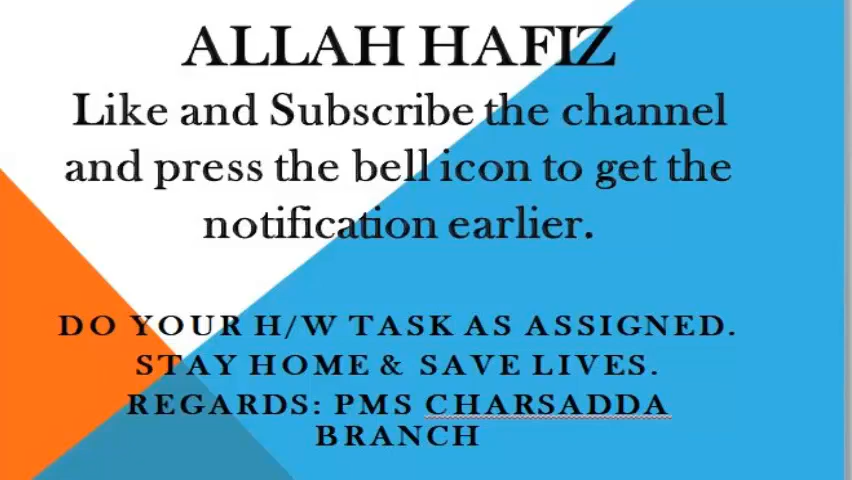 ALLAH HAFIZ
Like and Subscribe the channel
and press the bell icon to get the
notification earlier.
DO YOUR H/W TASK AS ASSIGNED.
STAY HOME & SAVE LIVES.
REGARDS: PMS CHARSADDA
BRANCH